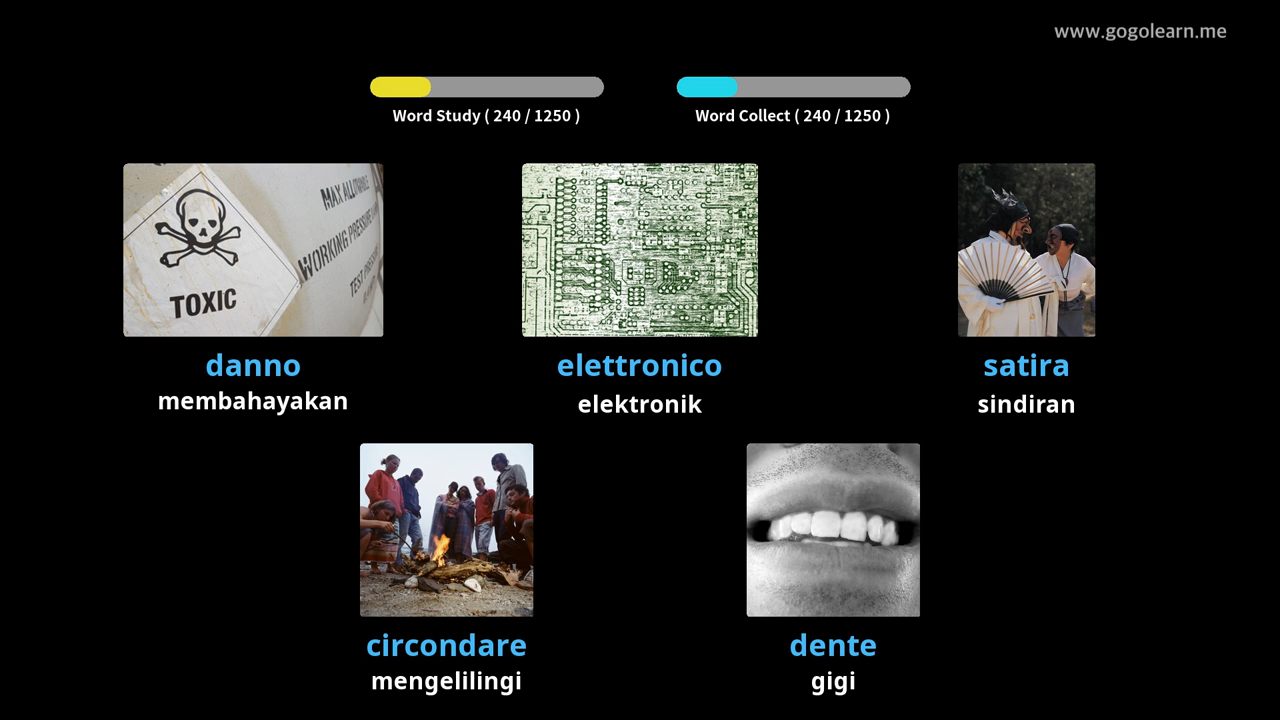 www.gogolearn.me
Word Study ( 240 / 1250 )
Word Collect ( 240 / 1250 )
TOXIC
MAX ALLOWABLE
WORKING PRESSURE
TEST
danno
membahayakan
elettronico
elektronik
satira
sindiran
circondare
mengelilingi
dente
gigi